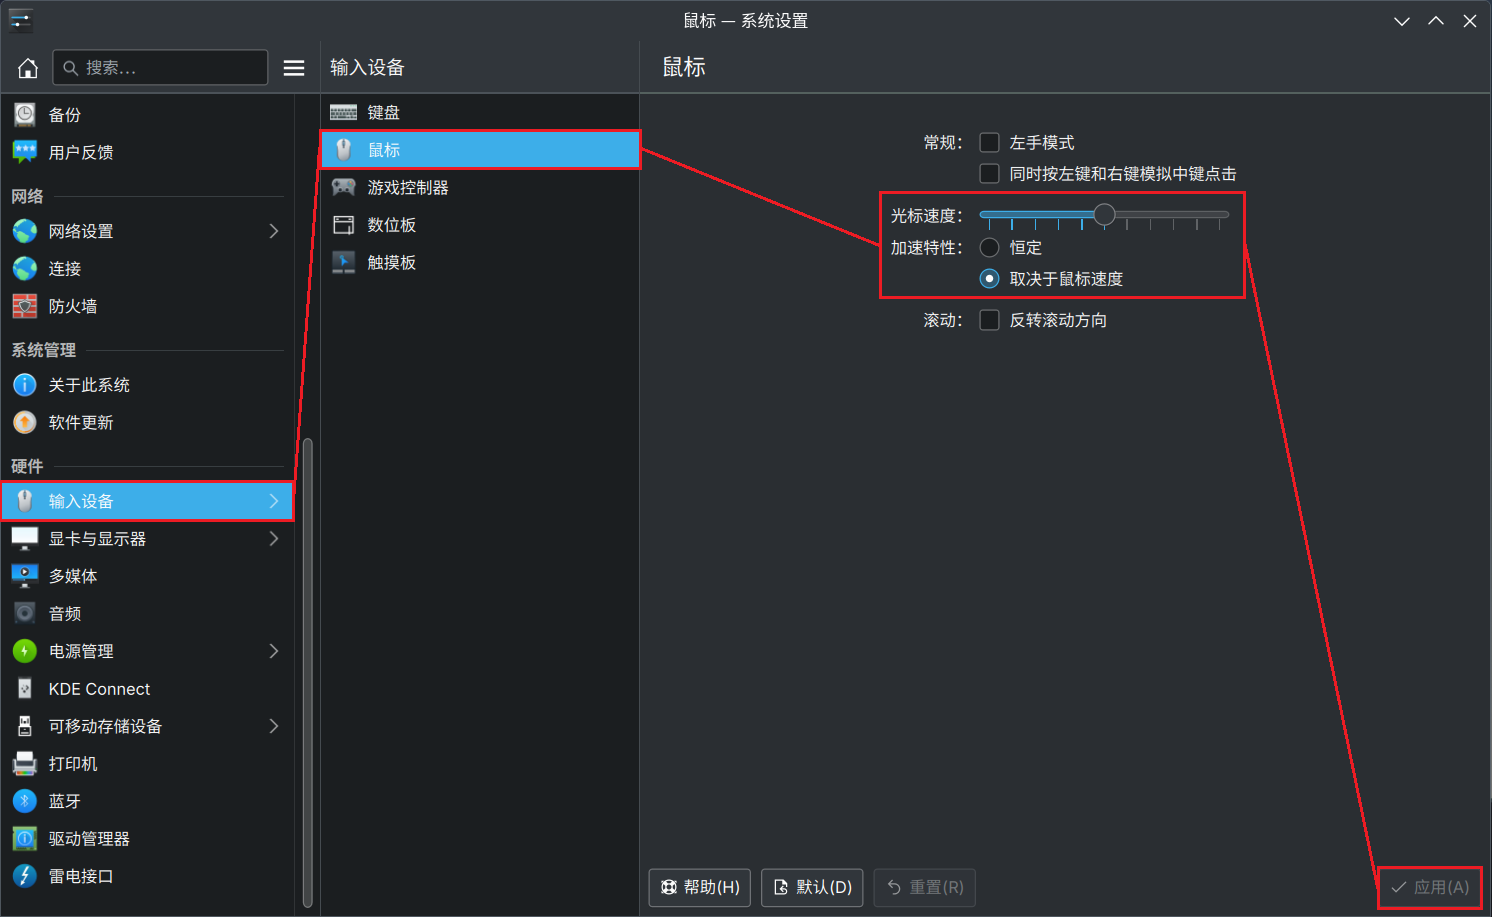 鼠标 — 系统设置
搜索...
输入设备
鼠标
备份
用户反馈
网络
网络设置
连接
防火墙
系统管理
关于此系统
软件更新
硬件
输入设备
显卡与显示器
多媒体
音频
电源管理
KDE Connect
可移动存储设备
打印机
蓝牙
驱动管理器
雷电接口
键盘
鼠标
游戏控制器
数位板
触摸板
常规： 左手模式
同时按左键和右键模拟中键点击
光标速度：
加速特性： 恒定
取决于鼠标速度
滚动： 反转滚动方向
帮助(H) 默认(D) 重置(R) 应用(A)